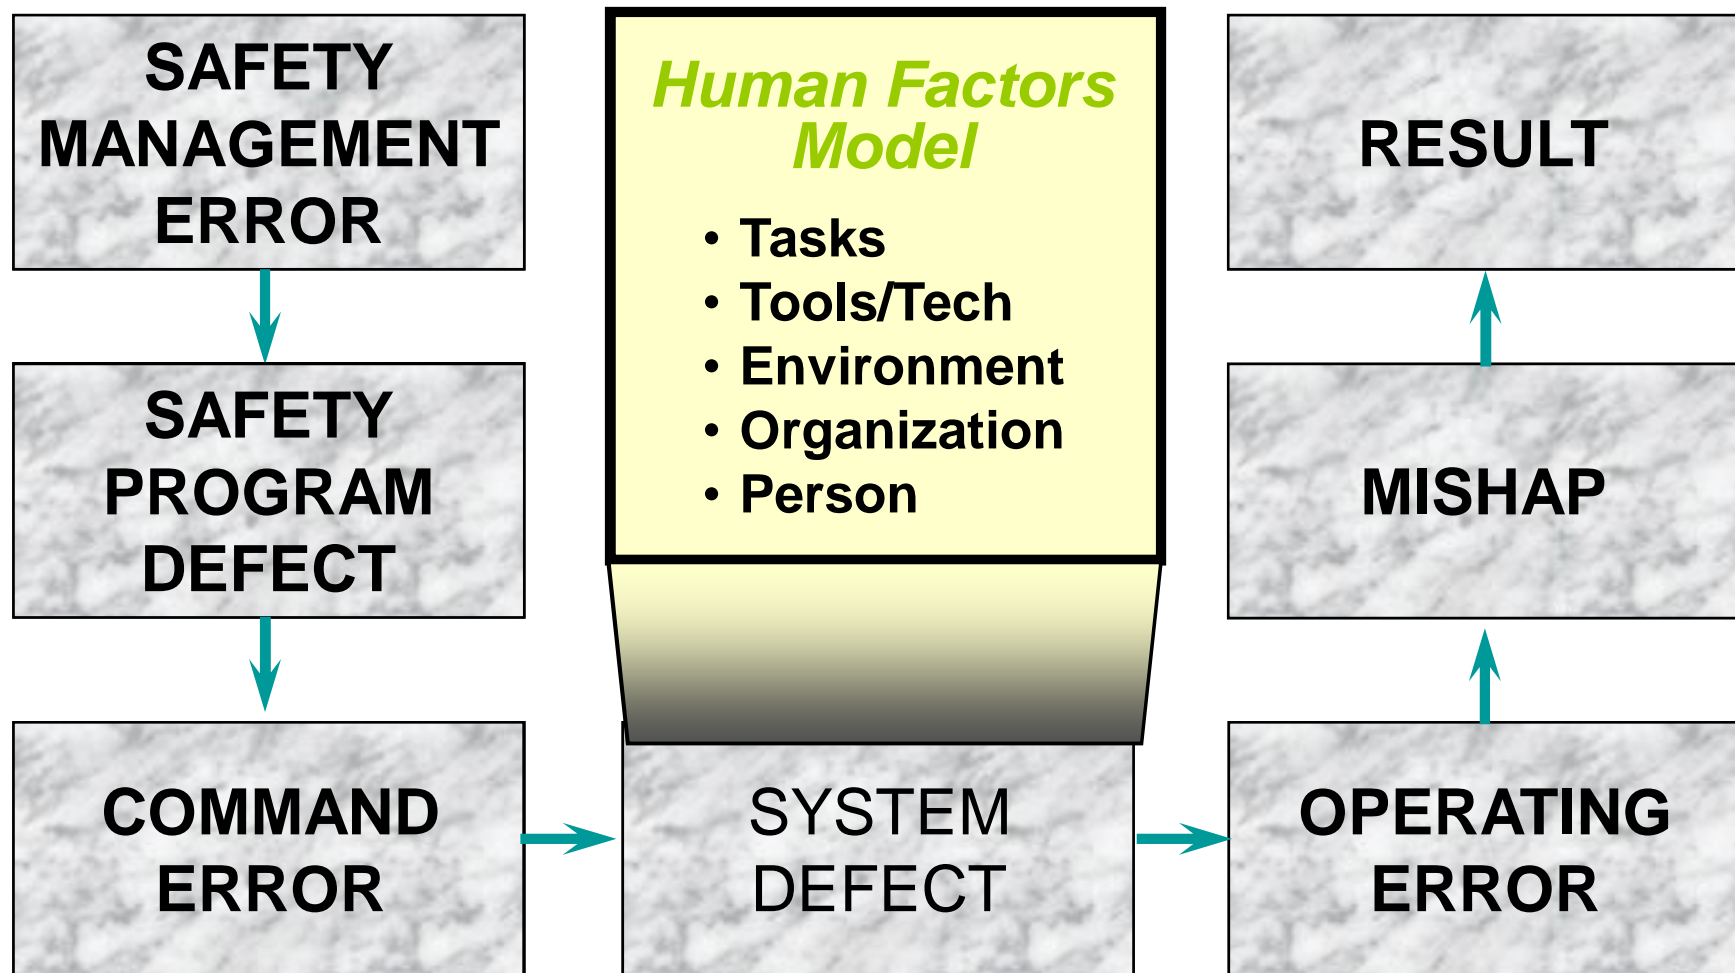 SAFETY
MANAGEMENT
ERROR
SAFETY
PROGRAM
DEFECT
COMMAND
ERROR
Human Factors
Model
• Tasks
• Tools/Tech
• Environment
• Organization
• Person
SYSTEM
DEFECT
OPERATING
ERROR
MISHAP
RESULT